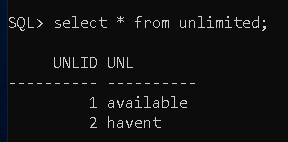 SQL> select * from unlimited;
UNLID UNL
---------- ----------
1 available
2 havent